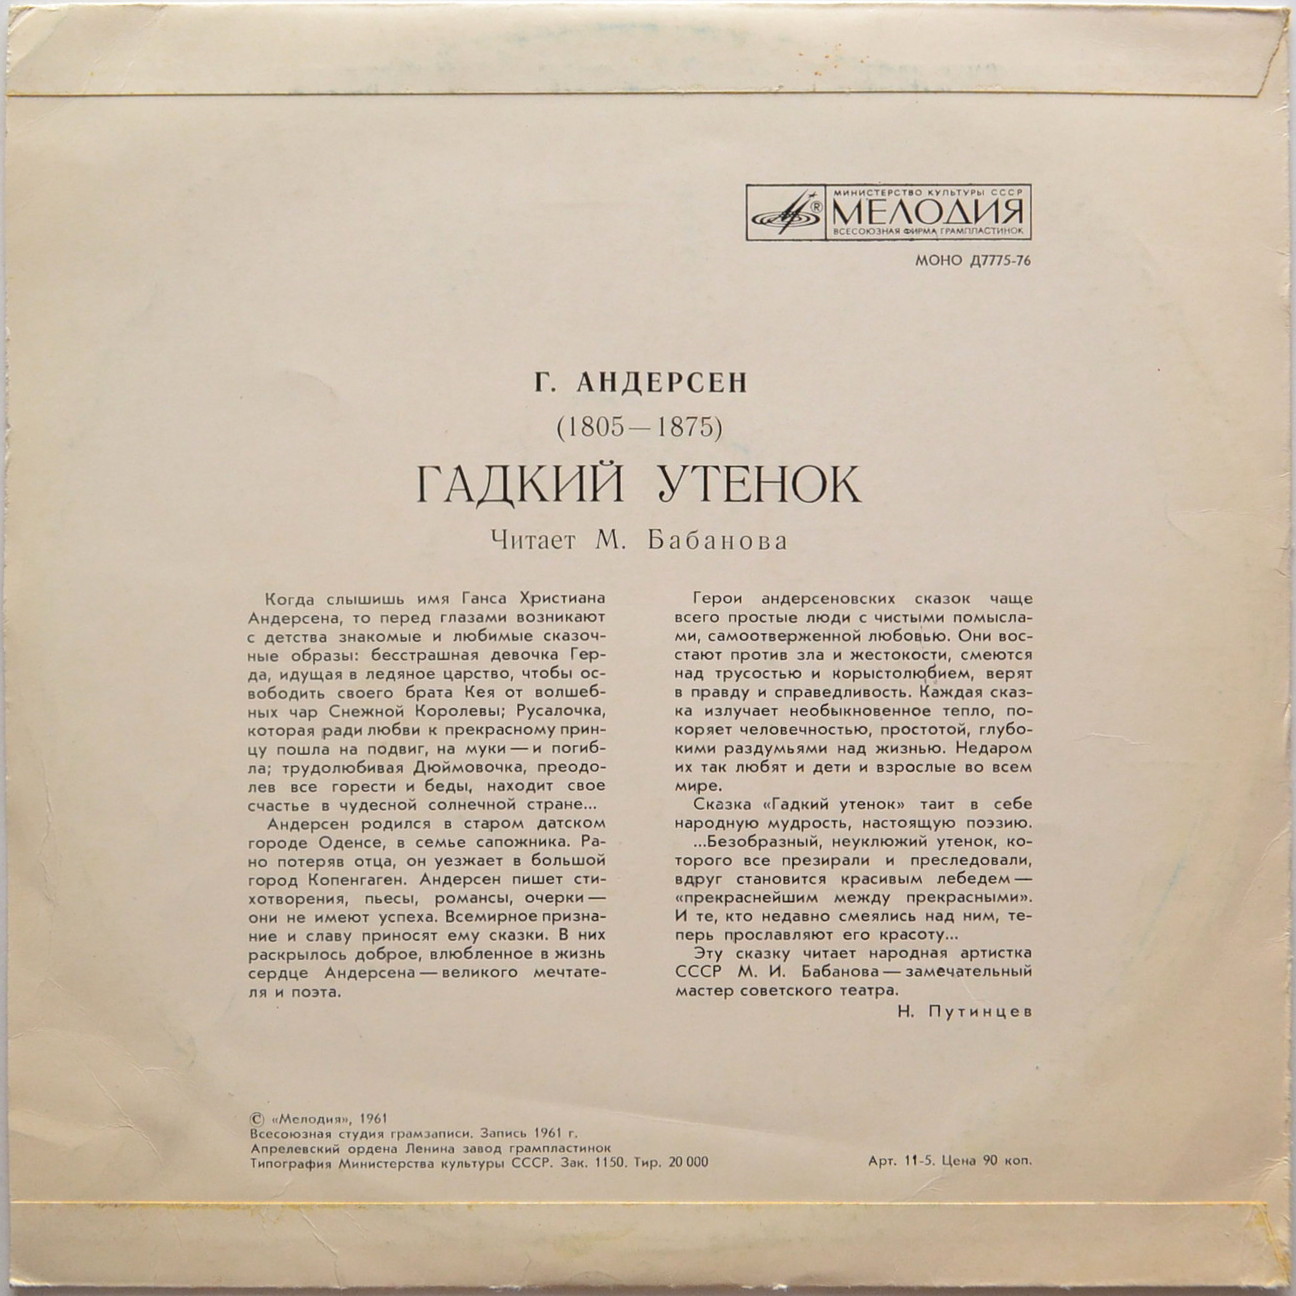 МИНИСТЕРСТВО КУЛЬТУРЫ СССР
МЕЛОДИЯ
ВСЕСОЮЗНАЯ ФИРМА ГРАМПЛАСТИНОК
®
МОНО Д7775-76
Г. АНДЕРСЕН
(1805—1875)
ГАДКИЙ УТЕНОК
Читает М. Бабанова
Когда слышишь имя Ганса Христиана
Андерсена, то перед глазами возникают
с детства знакомые и любимые сказоч-
ные образы: бесстрашная девочка Гер-
да, идущая в ледяное царство, чтобы ос-
вободить своего брата Кея от волшеб-
ных чар Снежной Королевы; Русалочка,
которая ради любви к прекрасному прин-
цу пошла на подвиг, на муки — и погиб-
ла; трудолюбивая Дюймовочка, преодо-
лев все горести и беды, находит свое
счастье в чудесной солнечной стране...
Андерсен родился в старом датском
городе Оденсе, в семье сапожника. Ра-
но потеряв отца, он уезжает в большой
город Копенгаген. Андерсен пишет сти-
хотворения, пьесы, романсы, очерки —
они не имеют успеха. Всемирное призна-
ние и славу приносят ему сказки. В них
раскрылось доброе, влюбленное в жизнь
сердце Андерсена — великого мечтате-
ля и поэта.
Герои андерсеновских сказок чаще
всего простые люди с чистыми помысла-
ми, самоотверженной любовью. Они вос-
стают против зла и жестокости, смеются
над трусостью и корыстолюбием, верят
в правду и справедливость. Каждая сказ-
ка излучает необыкновенное тепло, по-
коряет человечностью, простотой, глубо-
кими раздумьями над жизнью. Недаром
их так любят и дети и взрослые во всем
мире.
Сказка «Гадкий утенок» таит в себе
народную мудрость, настоящую поэзию.
...Безобразный, неуклюжий утенок, ко-
торого все презирали и преследовали,
вдруг становится красивым лебедем —
«прекраснейшим между прекрасными».
И те, кто недавно смеялись над ним, те-
перь прославляют его красоту...
Эту сказку читает народная артистка
СССР М. И. Бабанова — замечательный
мастер советского театра.
Н. Путинцев
© «Мелодия», 1961
Всесоюзная студия грамзаписи. Запись 1961 г.
Апрелевский ордена Ленина завод грампластинок
Типография Министерства культуры СССР. Зак. 1150. Тир. 20 000
Арт. 11-5. Цена 90 коп.